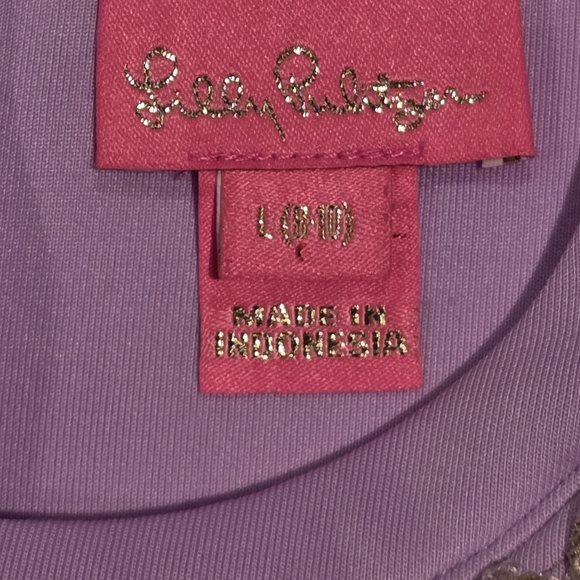 Lilly Pulitzer
L (8-10)
MADE IN
INDONESIA